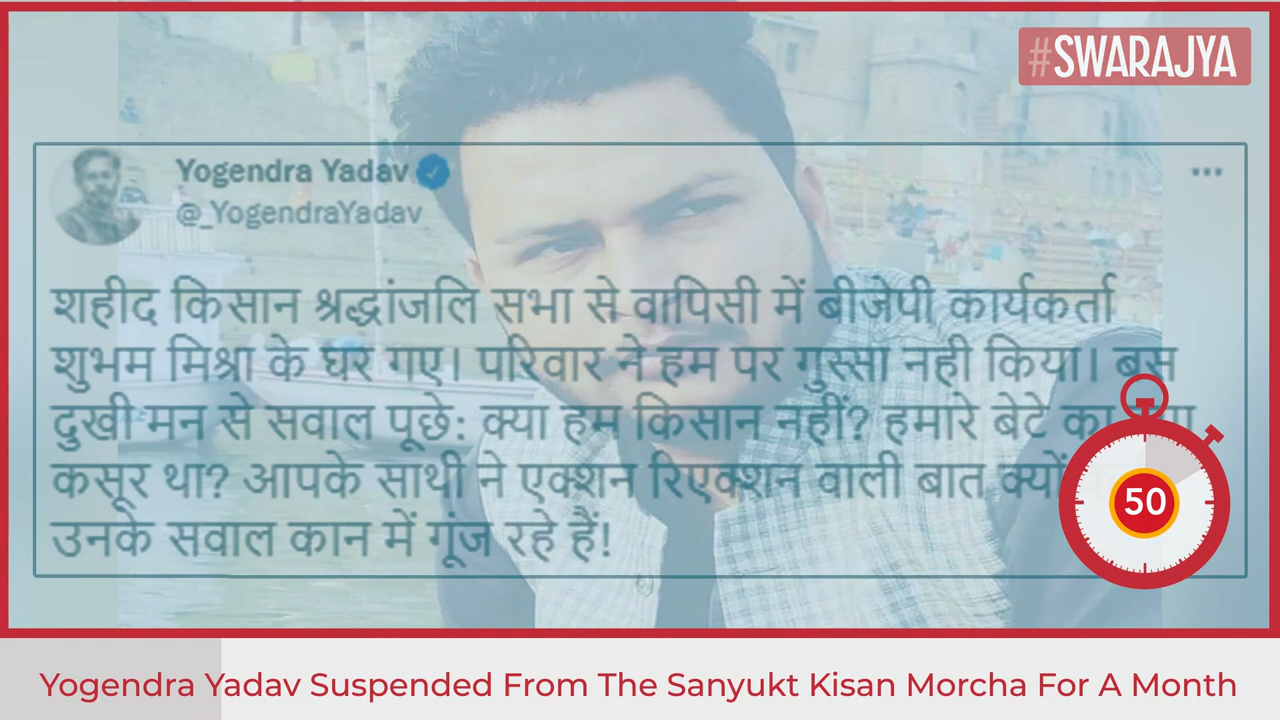 #SWARAJYA
Yogendra Yadav
@_YogendraYadav
शहीद किसान श्रद्धांजलि सभा से वापिसी में बीजेपी कार्यकर्ता
शुभम मिश्रा के घर गए। परिवार ने हम पर गुस्सा नही किया। बस
दुखी मन से सवाल पूछे: क्या हम किसान नहीं? हमारे बेटे का
कसूर था? आपके साथी ने एक्शन रिएक्शन वाली बात क्यों
उनके सवाल कान में गूंज रहे हैं!
50
Yogendra Yadav Suspended From The Sanyukt Kisan Morcha For A Month